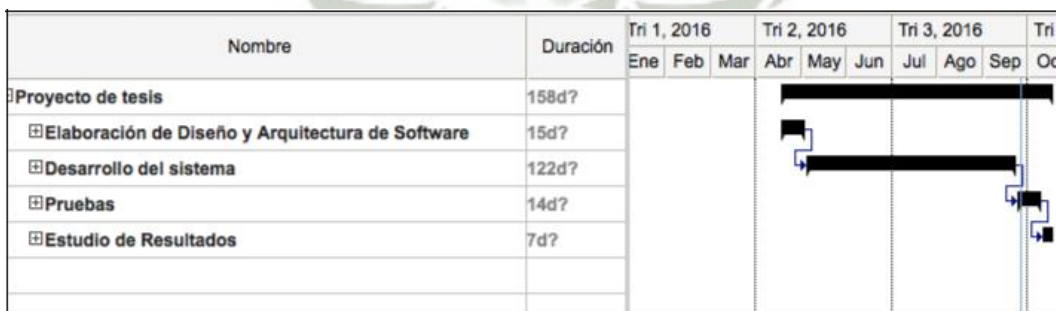 Nombre Duración Tri 1, 2016 Tri 2, 2016 Tri 3, 2016 Tri
Ene Feb Mar Abr May Jun Jul Ago Sep Oc
Proyecto de tesis 158d?
Elaboración de Diseño y Arquitectura de Software 15d?
Desarrollo del sistema 122d?
Pruebas 14d?
Estudio de Resultados 7d?